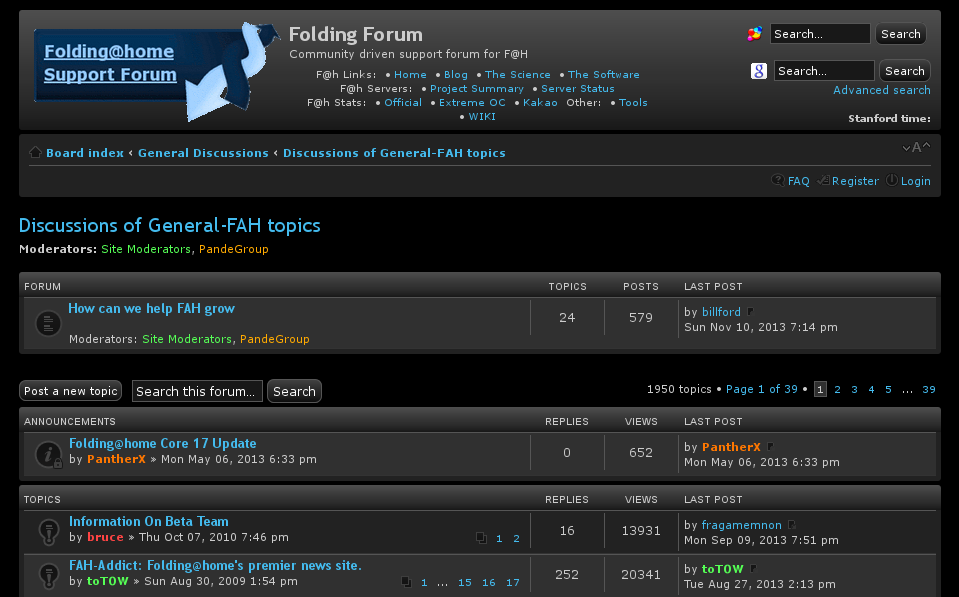 Folding@home
Support Forum
Folding Forum
Community driven support forum for F@H
F@h Links: • Home • Blog • The Science • The Software
F@h Servers: • Project Summary • Server Status
F@h Stats: • Official • Extreme OC • Kakao Other: • Tools
• WIKI
Search... Search
g Search... Search
Advanced search
Stanford time:
Board index ‹ General Discussions ‹ Discussions of General-FAH topics
A
FAQ Register Login
Discussions of General-FAH topics
Moderators: Site Moderators, PandeGroup
FORUM TOPICS POSTS LAST POST
How can we help FAH grow
Moderators: Site Moderators, PandeGroup
24 579
by billford
Sun Nov 10, 2013 7:14 pm
Post a new topic Search this forum... Search
1950 topics • Page 1 of 39 • 1 2 3 4 5 ... 39
ANNOUNCEMENTS REPLIES VIEWS LAST POST
Folding@home Core 17 Update
by PantherX » Mon May 06, 2013 6:33 pm
0 652
by PantherX
Mon May 06, 2013 6:33 pm
TOPICS REPLIES VIEWS LAST POST
Information On Beta Team
by bruce » Thu Oct 07, 2010 7:46 pm
1 2
16 13931
by fragamemnon
Mon Sep 09, 2013 7:51 pm
FAH-Addict: Folding@home's premier news site.
by toTOW » Sun Aug 30, 2009 1:54 pm
1 ... 15 16 17
252 20341
by toTOW
Tue Aug 27, 2013 2:13 pm